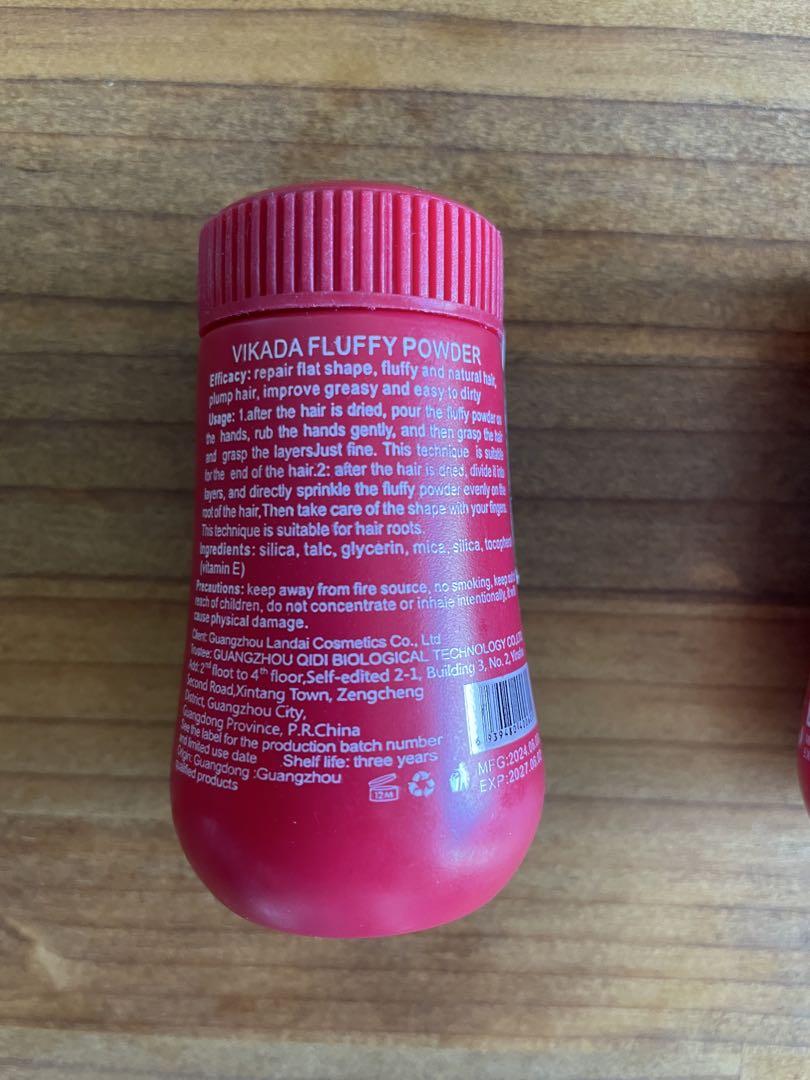 VIKADA FLUFFY POWDER
Efficacy: repair flat shape, fluffy and natural hair,
plump hair, improve greasy and easy to dirty
Usage: 1.after the hair is dried, pour the fluffy powder on
the hands, rub the hands gently, and then grasp the hair
and grasp the layersJust fine. This technique is suitable
for the end of the hair.2: after the hair is dried, divide it into
layers, and directly sprinkle the fluffy powder evenly on the
root of the hair,Then take care of the shape with your fingers.
This technique is suitable for hair roots.
Ingredients: silica, talc, glycerin, mica, silica,
(vitamin E)
Precautions: keep away from fire source, no smoking, keep out
reach of children, do not concentrate or inhale intentionally,
cause physical damage.
Client: Guangzhou Landai Cosmetics Co., Ltd
Trustee: GUANGZHOU QIDI BIOLOGICAL TECHNOLOGY CO.,LTD.
Add: 2nd floot to 4th floor,Self-edited 2-1, Building 3, No. 2,
Second Road,Xintang Town, Zengcheng
District, Guangzhou City,
Guangdong Province, P.R.China
See the label for the production batch number
and limited use date Shelf life: three years
Origin: Guangdong :Guangzhou
qualified products
12M
MFG:2024.08.
EXP:2027.08.